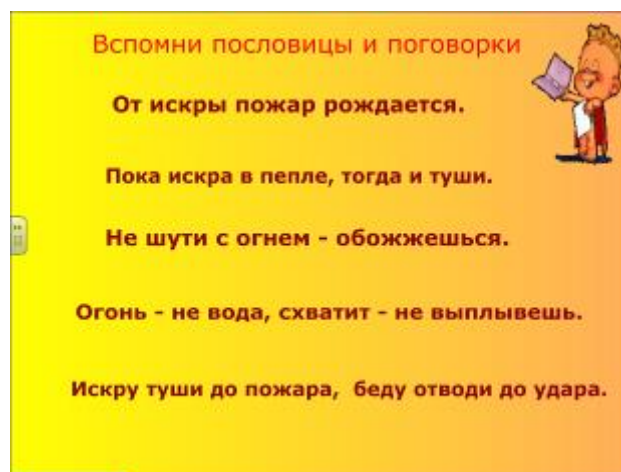 Вспомни пословицы и поговорки
От искры пожар рождается.
Пока искра в пепле, тогда и туши.
Не шути с огнем - обожжешься.
Огонь - не вода, схватит - не выплывешь.
Искру туши до пожара, беду отводи до удара.